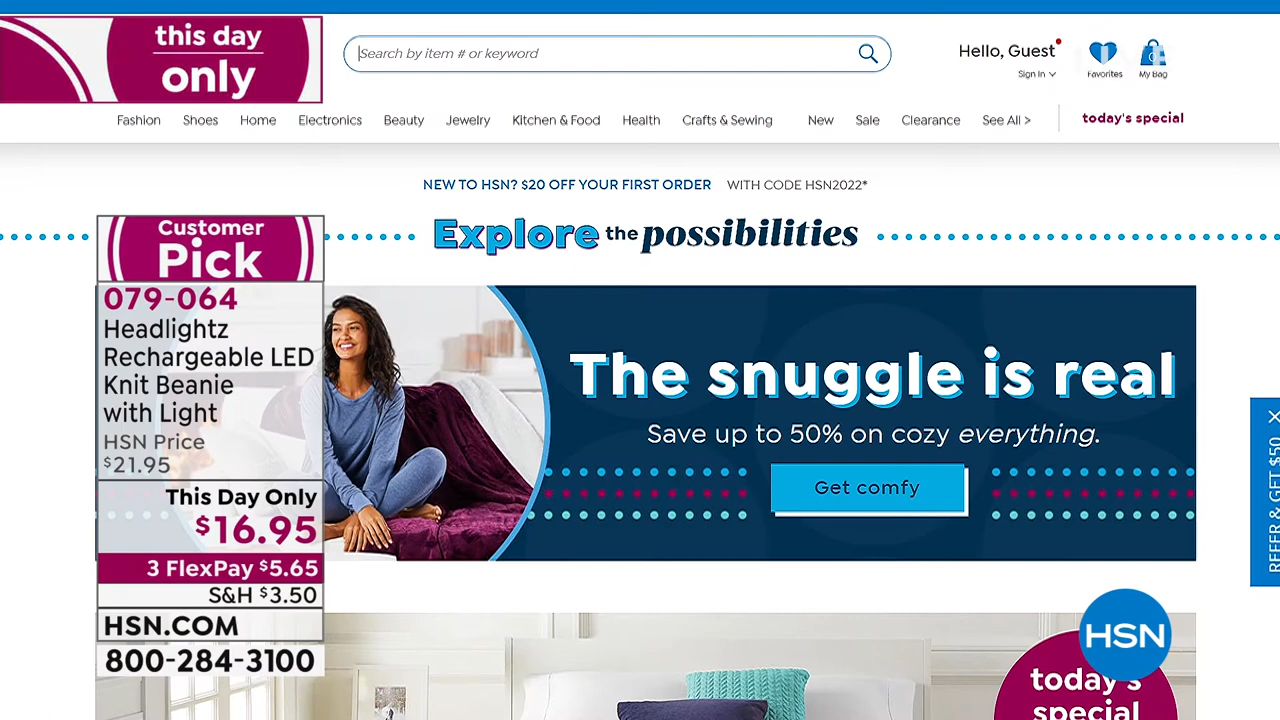 this day
only
Search by item # or keyword
Hello, Guest
Sign In
Favorites
0
My Bag
Fashion Shoes Home Electronics Beauty Jewelry Kitchen & Food Health Crafts & Sewing New Sale Clearance See All > today's special
NEW TO HSN? $20 OFF YOUR FIRST ORDER WITH CODE HSN2022*
Explore the possibilities
Customer
Pick
079-064
Headlightz
Rechargeable LED
Knit Beanie
with Light
HSN Price
$21.95
This Day Only
$16.95
3 FlexPay $5.65
S&H $3.50
HSN.COM
800-284-3100
The snuggle is real
Save up to 50% on cozy everything.
Get comfy
REFER & GET $50
HSN
today's
special